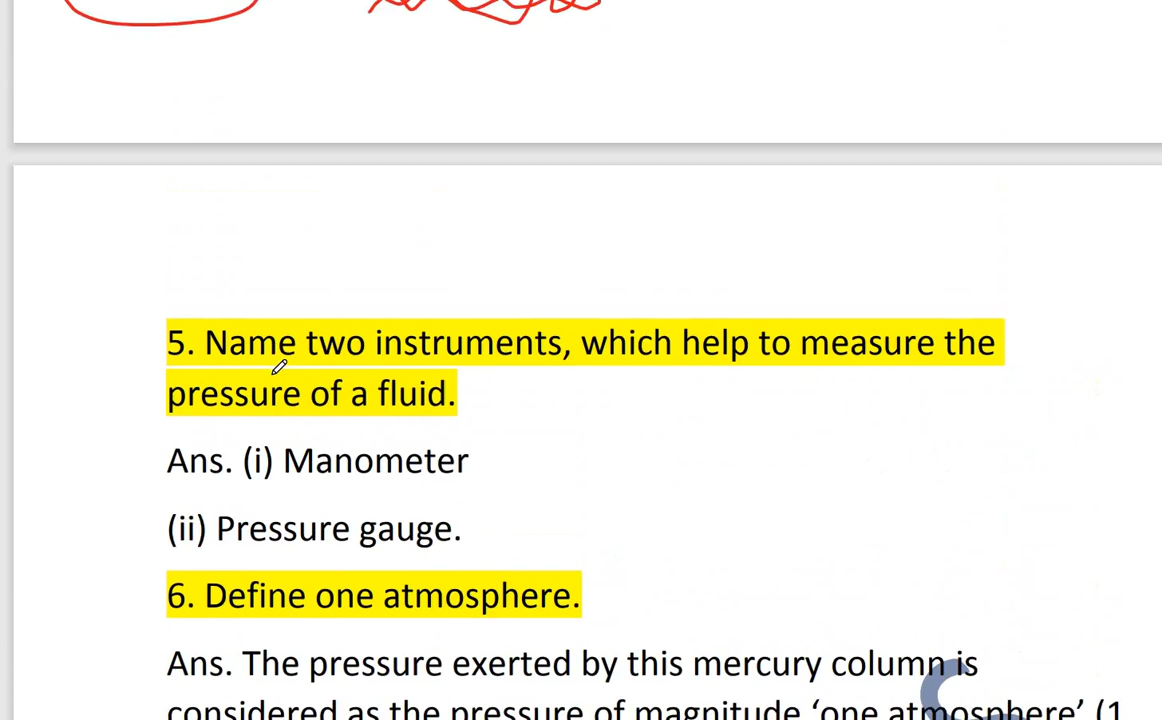 5. Name two instruments, which help to measure the
pressure of a fluid.
Ans. (i) Manometer
(ii) Pressure gauge.
6. Define one atmosphere.
Ans. The pressure exerted by this mercury column is
considered as the pressure of magnitude ‘one atmosphere’ (1